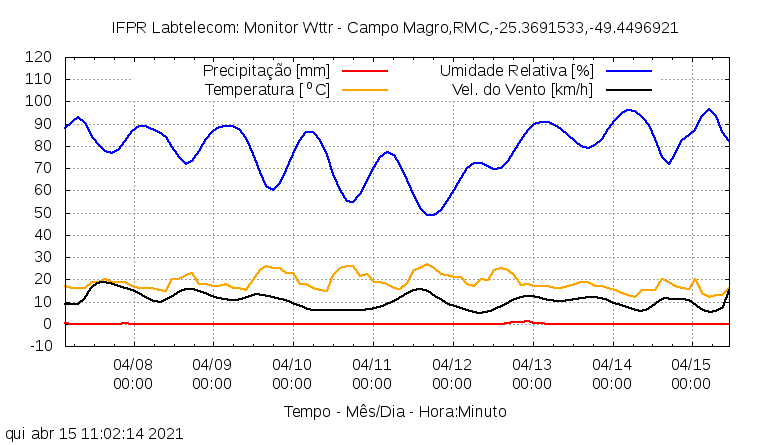 IFPR Labtelecom: Monitor Wttr - Campo Magro,RMC,-25.3691533,-49.4496921
Precipitação [mm]
Temperatura [⁰C]
Umidade Relativa [%]
Vel. do Vento [km/h]
120
110
100
90
80
70
60
50
40
30
20
10
0
-10
04/08 04/09 04/10 04/11 04/12 04/13 04/14 04/15
00:00 00:00 00:00 00:00 00:00 00:00 00:00 00:00
Tempo - Mês/Dia - Hora:Minuto
qui abr 15 11:02:14 2021